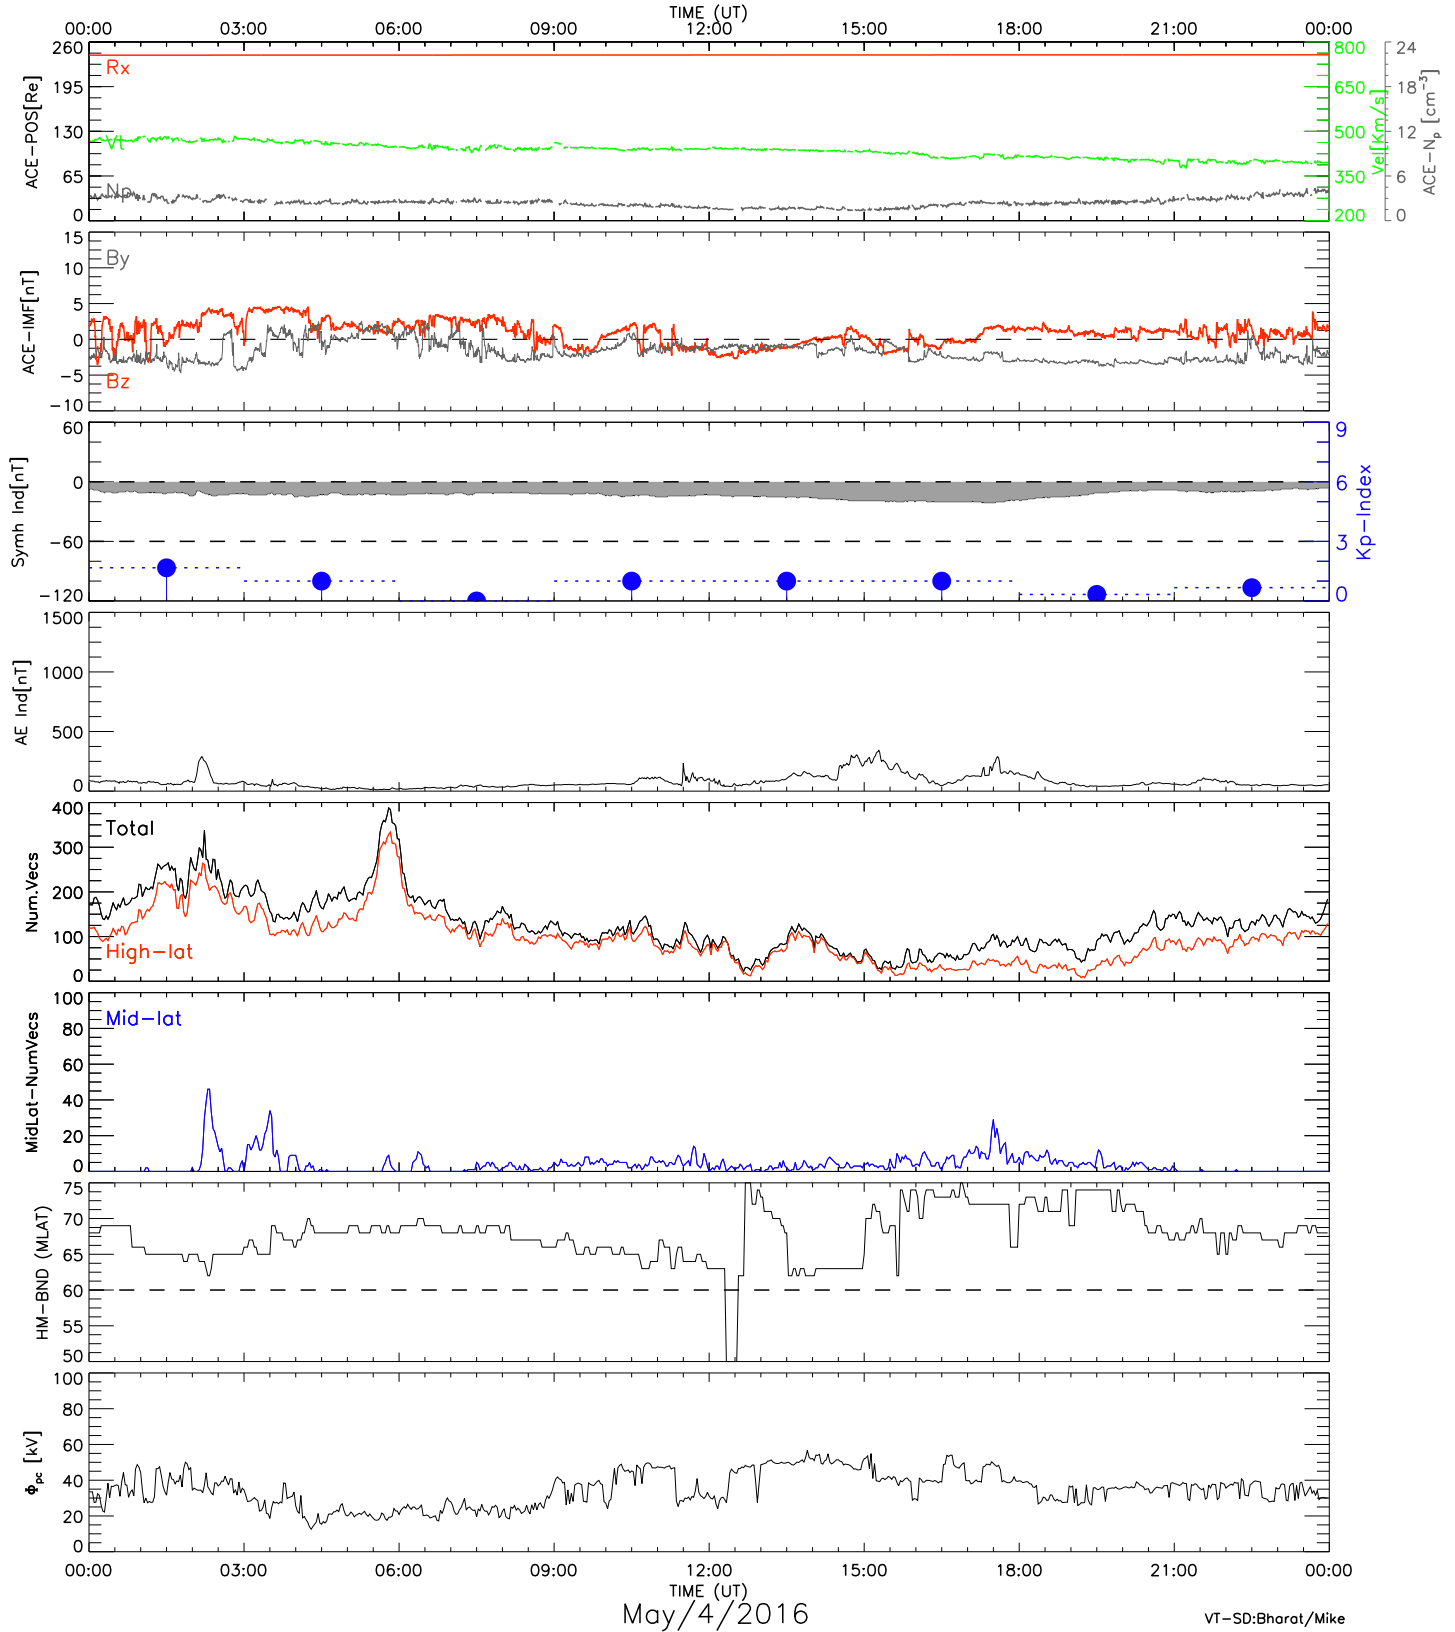 TIME (UT)
00:00 03:00 06:00 09:00 12:00 15:00 18:00 21:00 00:00
260 195 130 65 0
ACE-POS[Re]
Rx
Vt
Np
800 650 500 350 200
Vel[Km/s]
24 18 12 6 0
ACE-Np [cm-3]
15 10 5 0 -5 -10
ACE-IMF[nT]
By
Bz
60 0 -60 -120
Symh Ind[nT]
9 6 3 0
Kp-Index
1500 1000 500 0
AE Ind[nT]
400 300 200 100 0
Num.Vecs
Total
High-lat
100 80 60 40 20 0
MidLat-NumVecs
Mid-lat
75 70 65 60 55 50
HM-BND (MLAT)
100 80 60 40 20 0
Φpc [kV]
00:00 03:00 06:00 09:00 12:00 15:00 18:00 21:00 00:00
TIME (UT)
May/4/2016
VT-SD:Bharat/Mike